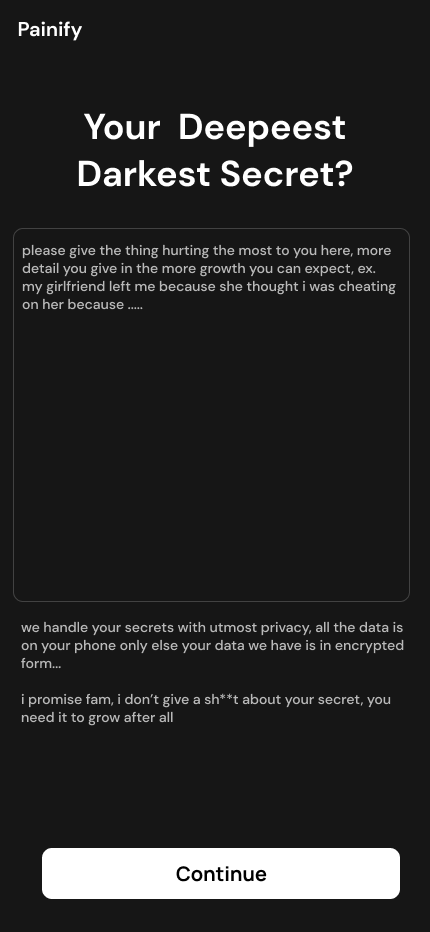 Painify
Your Deepeest
Darkest Secret?
please give the thing hurting the most to you here, more
detail you give in the more growth you can expect, ex.
my girlfriend left me because she thought i was cheating
on her because .....
we handle your secrets with utmost privacy, all the data is
on your phone only else your data we have is in encrypted
form...
i promise fam, i don't give a sh**t about your secret, you
need it to grow after all
Continue